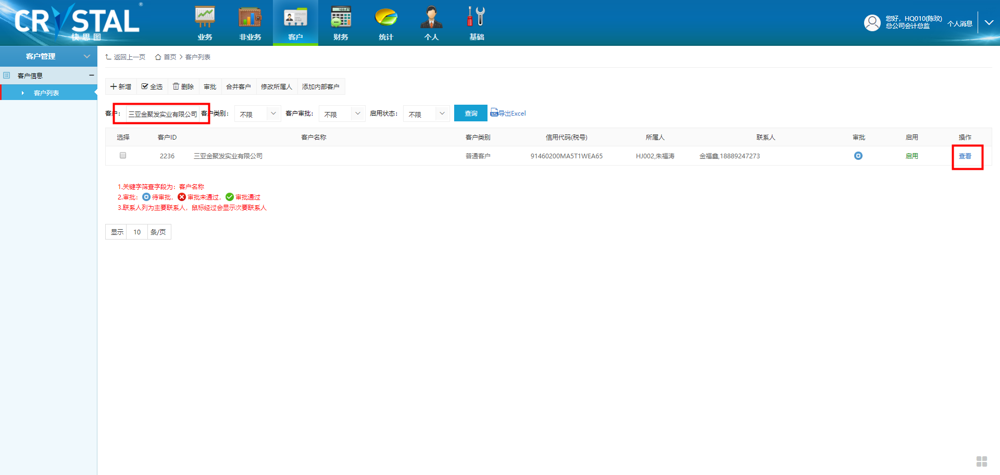 CRYSTAL®
快思图
业务
非业务
客户
财务
统计
个人
基础
您好，HQ010(陈玟)
总公司会计总监
个人消息
客户管理
客户信息
客户列表
返回上一页 首页 > 客户列表
新增 全选 删除 审批 合并客户 修改所属人 添加内部客户
客户： 三亚金聚发实业有限公司 客户类别： 不限 客户审批： 不限 启用状态： 不限 查询 导出Excel
选择 客户ID 客户名称 客户类别 信用代码(税号) 所属人 联系人 审批 启用 操作
2236 三亚金聚发实业有限公司 普通客户 91460200MA5T1WEA65 HJ002,朱福涛 金福鑫,18889247273 启用 查看
1.关键字筛查字段为：客户名称
2.审批： 待审批， 审批未通过， 审批通过
3.联系人列为主要联系人，鼠标经过会显示次要联系人
显示 10 条/页